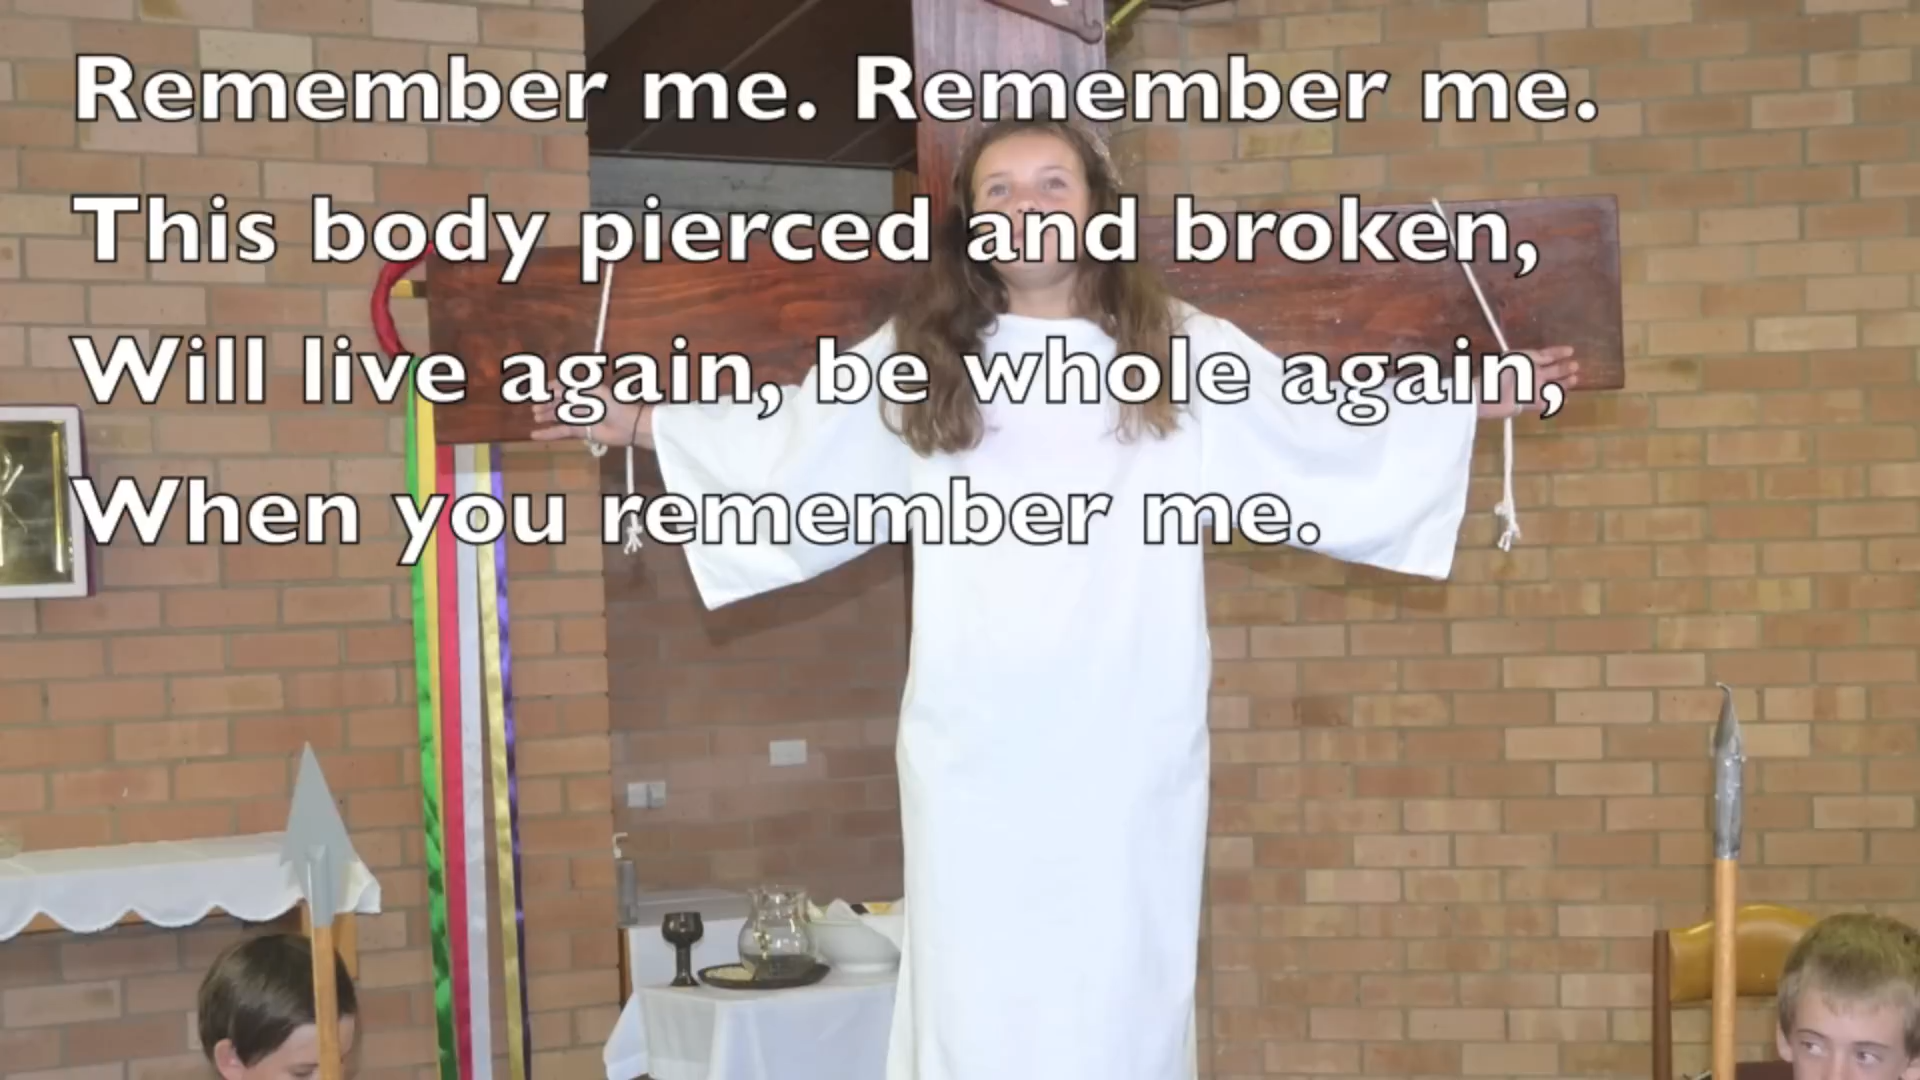 Remember me. Remember me.
This body pierced and broken,
Will live again, be whole again,
When you remember me.